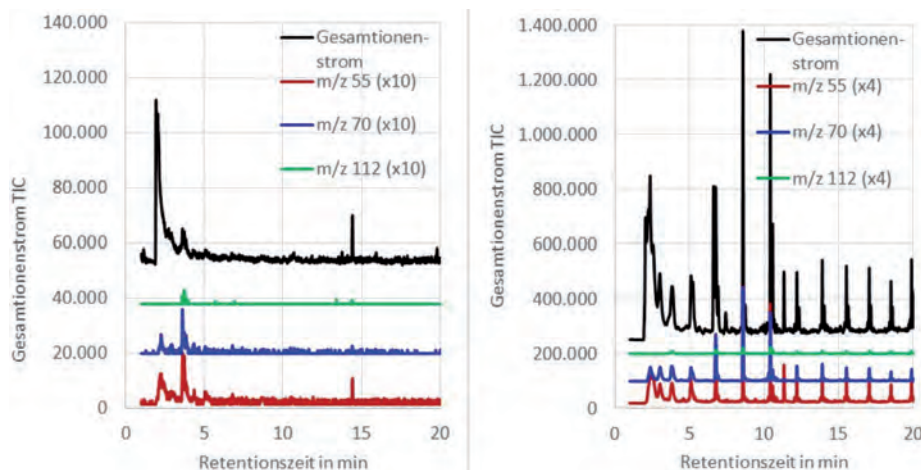 140.000
120.000
100.000
80.000
60.000
40.000
20.000
0
Gesamtionenstrom TIC
0
5
10
15
20
Retentionszeit in min
Gesamtionen-
strom
m/z 55 (x10)
m/z 70 (x10)
m/z 112 (x10)
1.400.000
1.200.000
1.000.000
800.000
600.000
400.000
200.000
0
Gesamtionenstrom TIC
0
5
10
15
20
Retentionszeit in min
Gesamtionen-
strom
m/z 55 (x4)
m/z 70 (x4)
m/z 112 (x4)